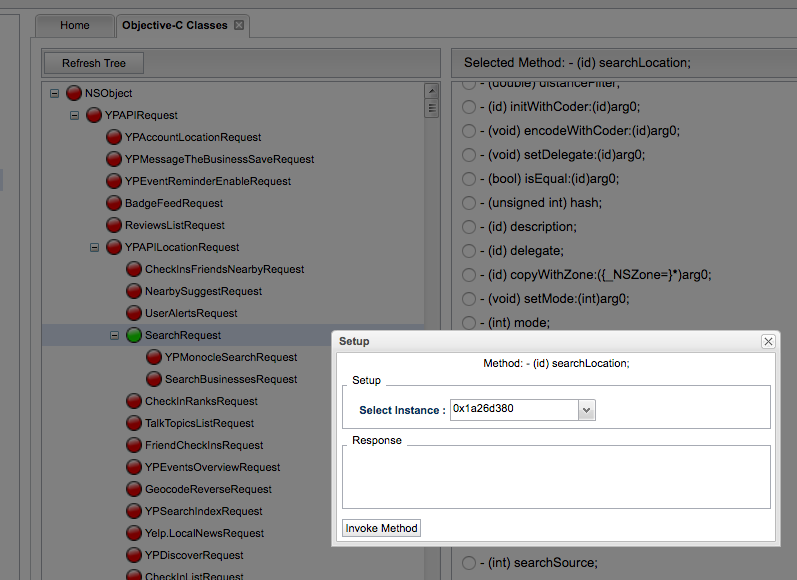 Home
Objective-C Classes
Refresh Tree
Selected Method: - (id) searchLocation;
NSObject
YPAPIRequest
YPAccountLocationRequest
YPMessageTheBusinessSaveRequest
YPEventReminderEnableRequest
BadgeFeedRequest
ReviewsListRequest
YPAPILocationRequest
CheckInsFriendsNearbyRequest
NearbySuggestRequest
UserAlertsRequest
SearchRequest
YPMonocleSearchRequest
SearchBusinessesRequest
CheckInRanksRequest
TalkTopicsListRequest
FriendCheckInsRequest
YPEventsOverviewRequest
GeocodeReverseRequest
YPSearchIndexRequest
Yelp.LocalNewsRequest
YPDiscoverRequest
CheckInListRequest
- (double) distanceFilter;
- (id) initWithCoder:(id)arg0;
- (void) encodeWithCoder:(id)arg0;
- (void) setDelegate:(id)arg0;
- (bool) isEqual:(id)arg0;
- (unsigned int) hash;
- (id) description;
- (id) delegate;
- (id) copyWithZone:({_NSZone=}*)arg0;
- (void) setMode:(int)arg0;
- (int) mode;
Setup
Method: - (id) searchLocation;
Setup
Select Instance :
0x1a26d380
Response
Invoke Method
- (int) searchSource;